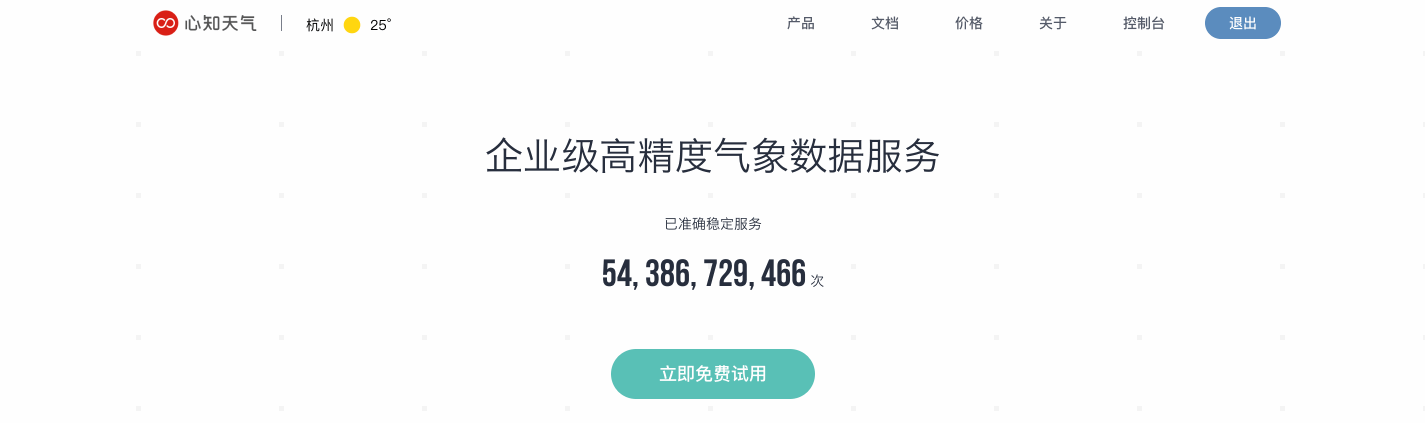 心知天气 杭州 25° 产品 文档 价格 关于 控制台 退出
企业级高精度气象数据服务
已准确稳定服务
54, 386, 729, 466 次
立即免费试用